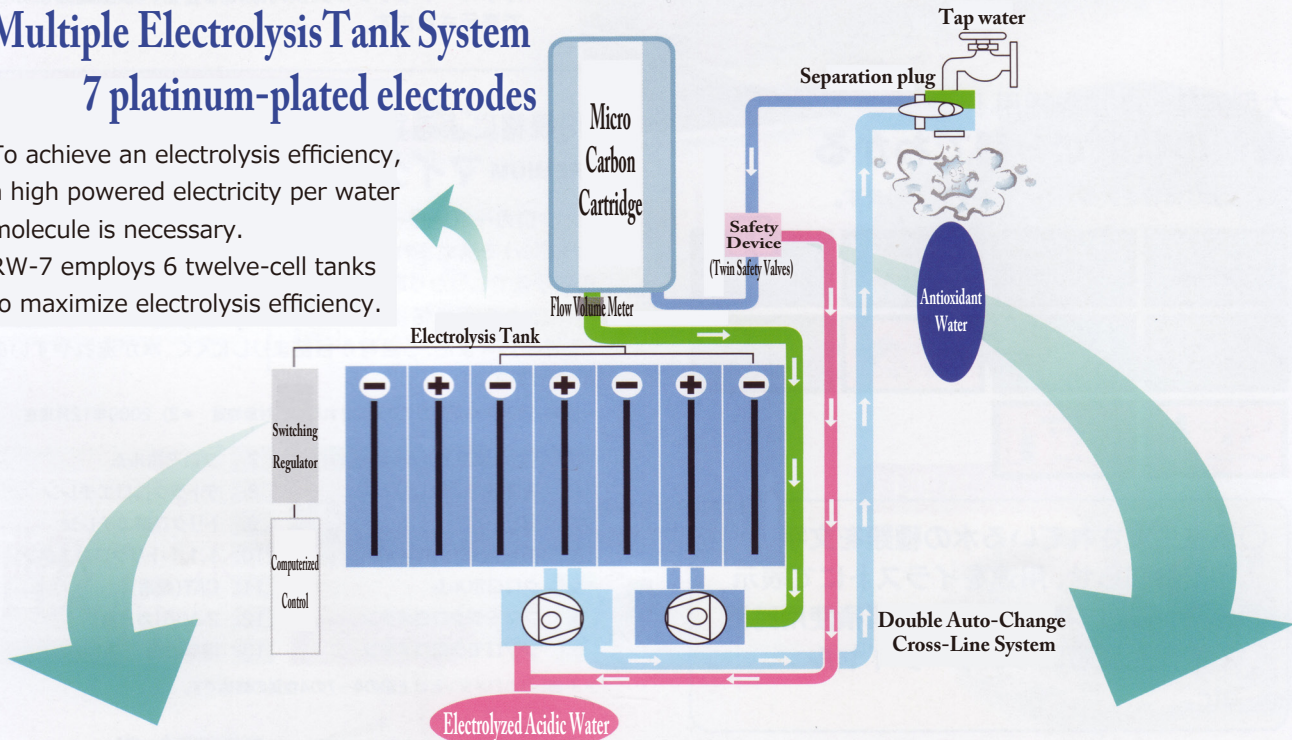 Multiple ElectrolysisTank System
7 platinum-plated electrodes
To achieve an electrolysis efficiency,
a high powered electricity per water
molecule is necessary.
RW-7 employs 6 twelve-cell tanks
to maximize electrolysis efficiency.
Tap water
Separation plug
Micro
Carbon
Cartridge
Safety
Device
(Twin Safety Valves)
Antioxidant
Water
Flow Volume Meter
Electrolysis Tank
− + − + − + −
Switching
Regulator
Computerized
Control
Double Auto-Change
Cross-Line System
Electrolyzed Acidic Water